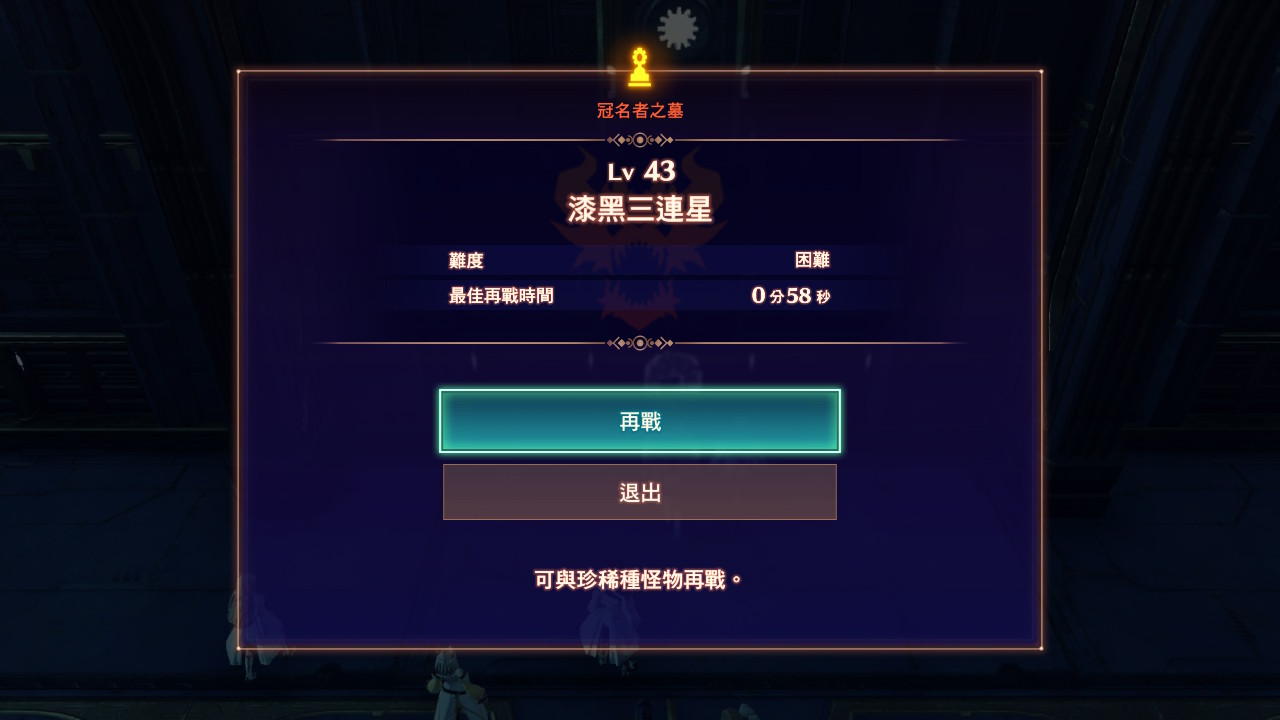 冠名者之墓
Lv 43
漆黑三連星
難度 困難
最佳再戰時間 0分58秒
再戰
退出
可與珍稀種怪物再戰。